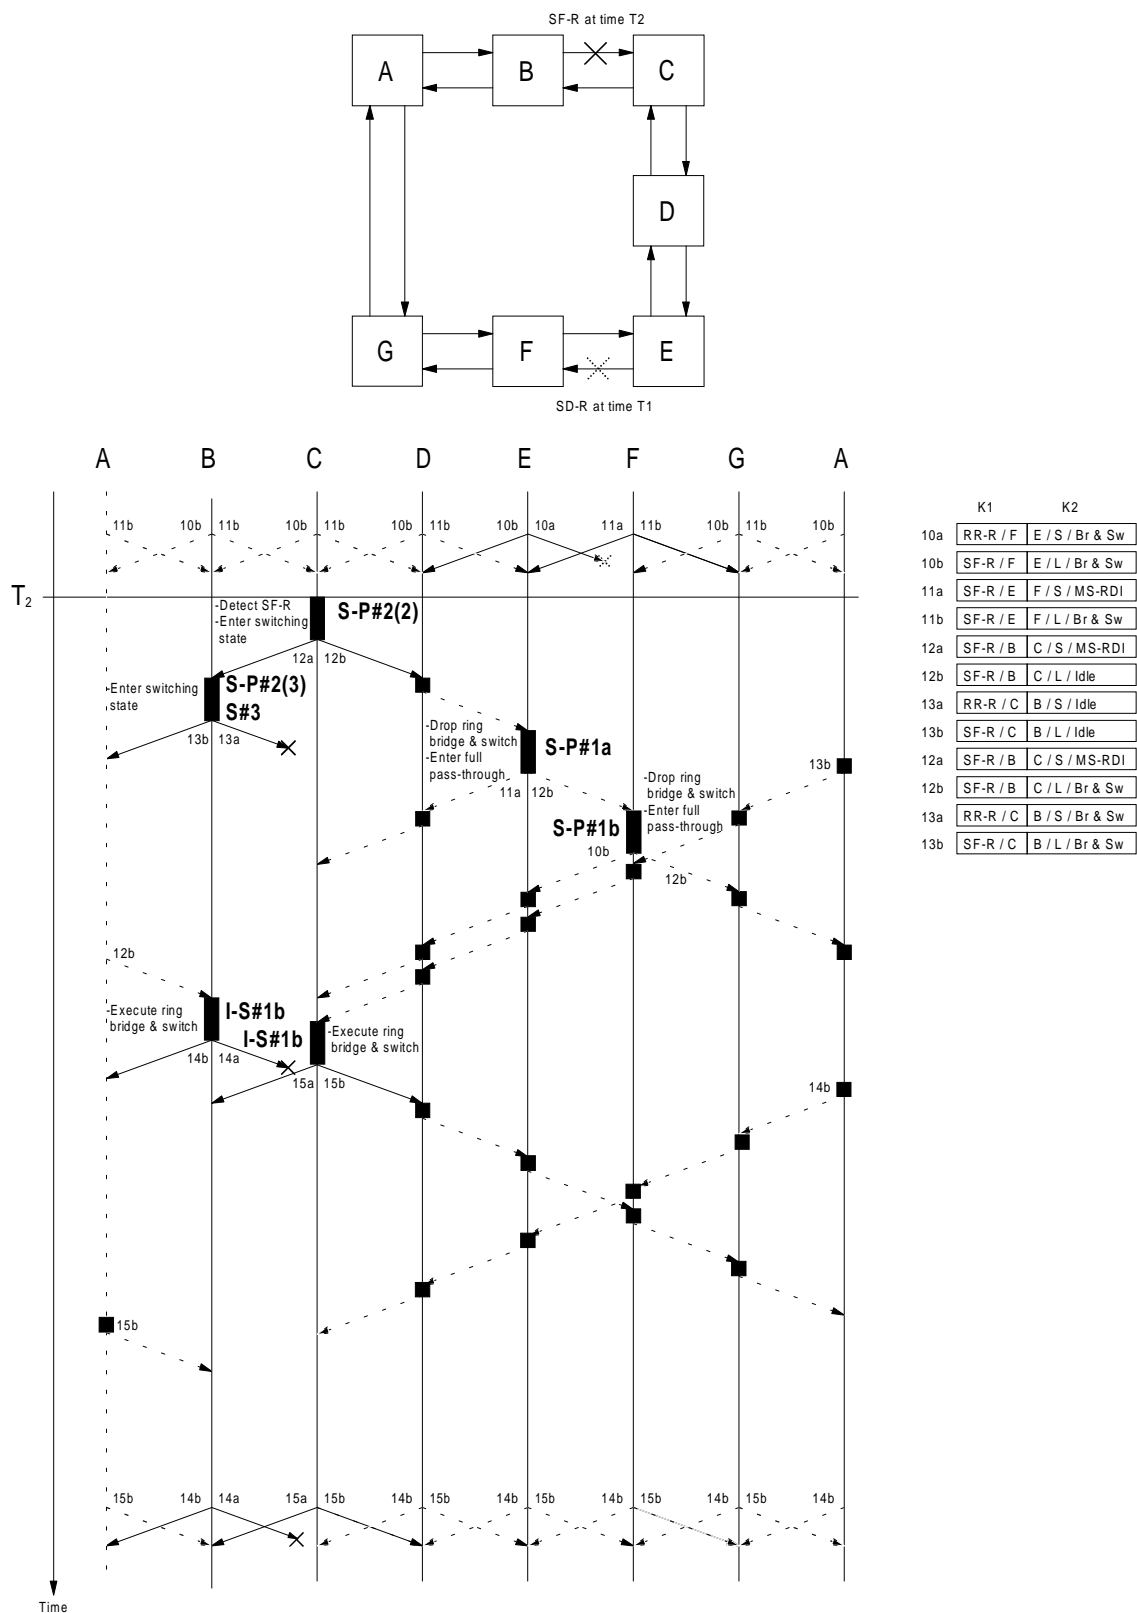 SF-R at time T2
A
B
C
D
G
F
E
SD-R at time T1
A B C D E F G A
K1 K2
11b 10b 11b 10b 11b 10b 11b 10b 10a 11a 11b 10b 11b 10b
10a RR-R / F E / S / Br & Sw
10b SF-R / F E / L / Br & Sw
11a SF-R / E F / S / MS-RDI
11b SF-R / E F / L / Br & Sw
12a SF-R / B C / S / MS-RDI
12b SF-R / B C / L / Idle
13a RR-R / C B / S / Idle
13b SF-R / C B / L / Idle
12a SF-R / B C / S / MS-RDI
12b SF-R / B C / L / Br & Sw
13a RR-R / C B / S / Br & Sw
13b SF-R / C B / L / Br & Sw
T2
-Detect SF-R
-Enter switching
state
S-P#2(2)
12a 12b
-Enter switching
state
S-P#2(3)
S#3
13b 13a
-Drop ring
bridge & switch
-Enter full
pass-through
S-P#1a
11a 12b
13b
-Drop ring
bridge & switch
-Enter full
pass-through
S-P#1b
10b
12b
12b
-Execute ring
bridge & switch
I-S#1b
I-S#1b
-Execute ring
bridge & switch
14b 14a
15a 15b
14b
15b
15b 14b 14a 15a 15b 14b 15b 14b 15b 14b 15b 14b 15b 14b
Time